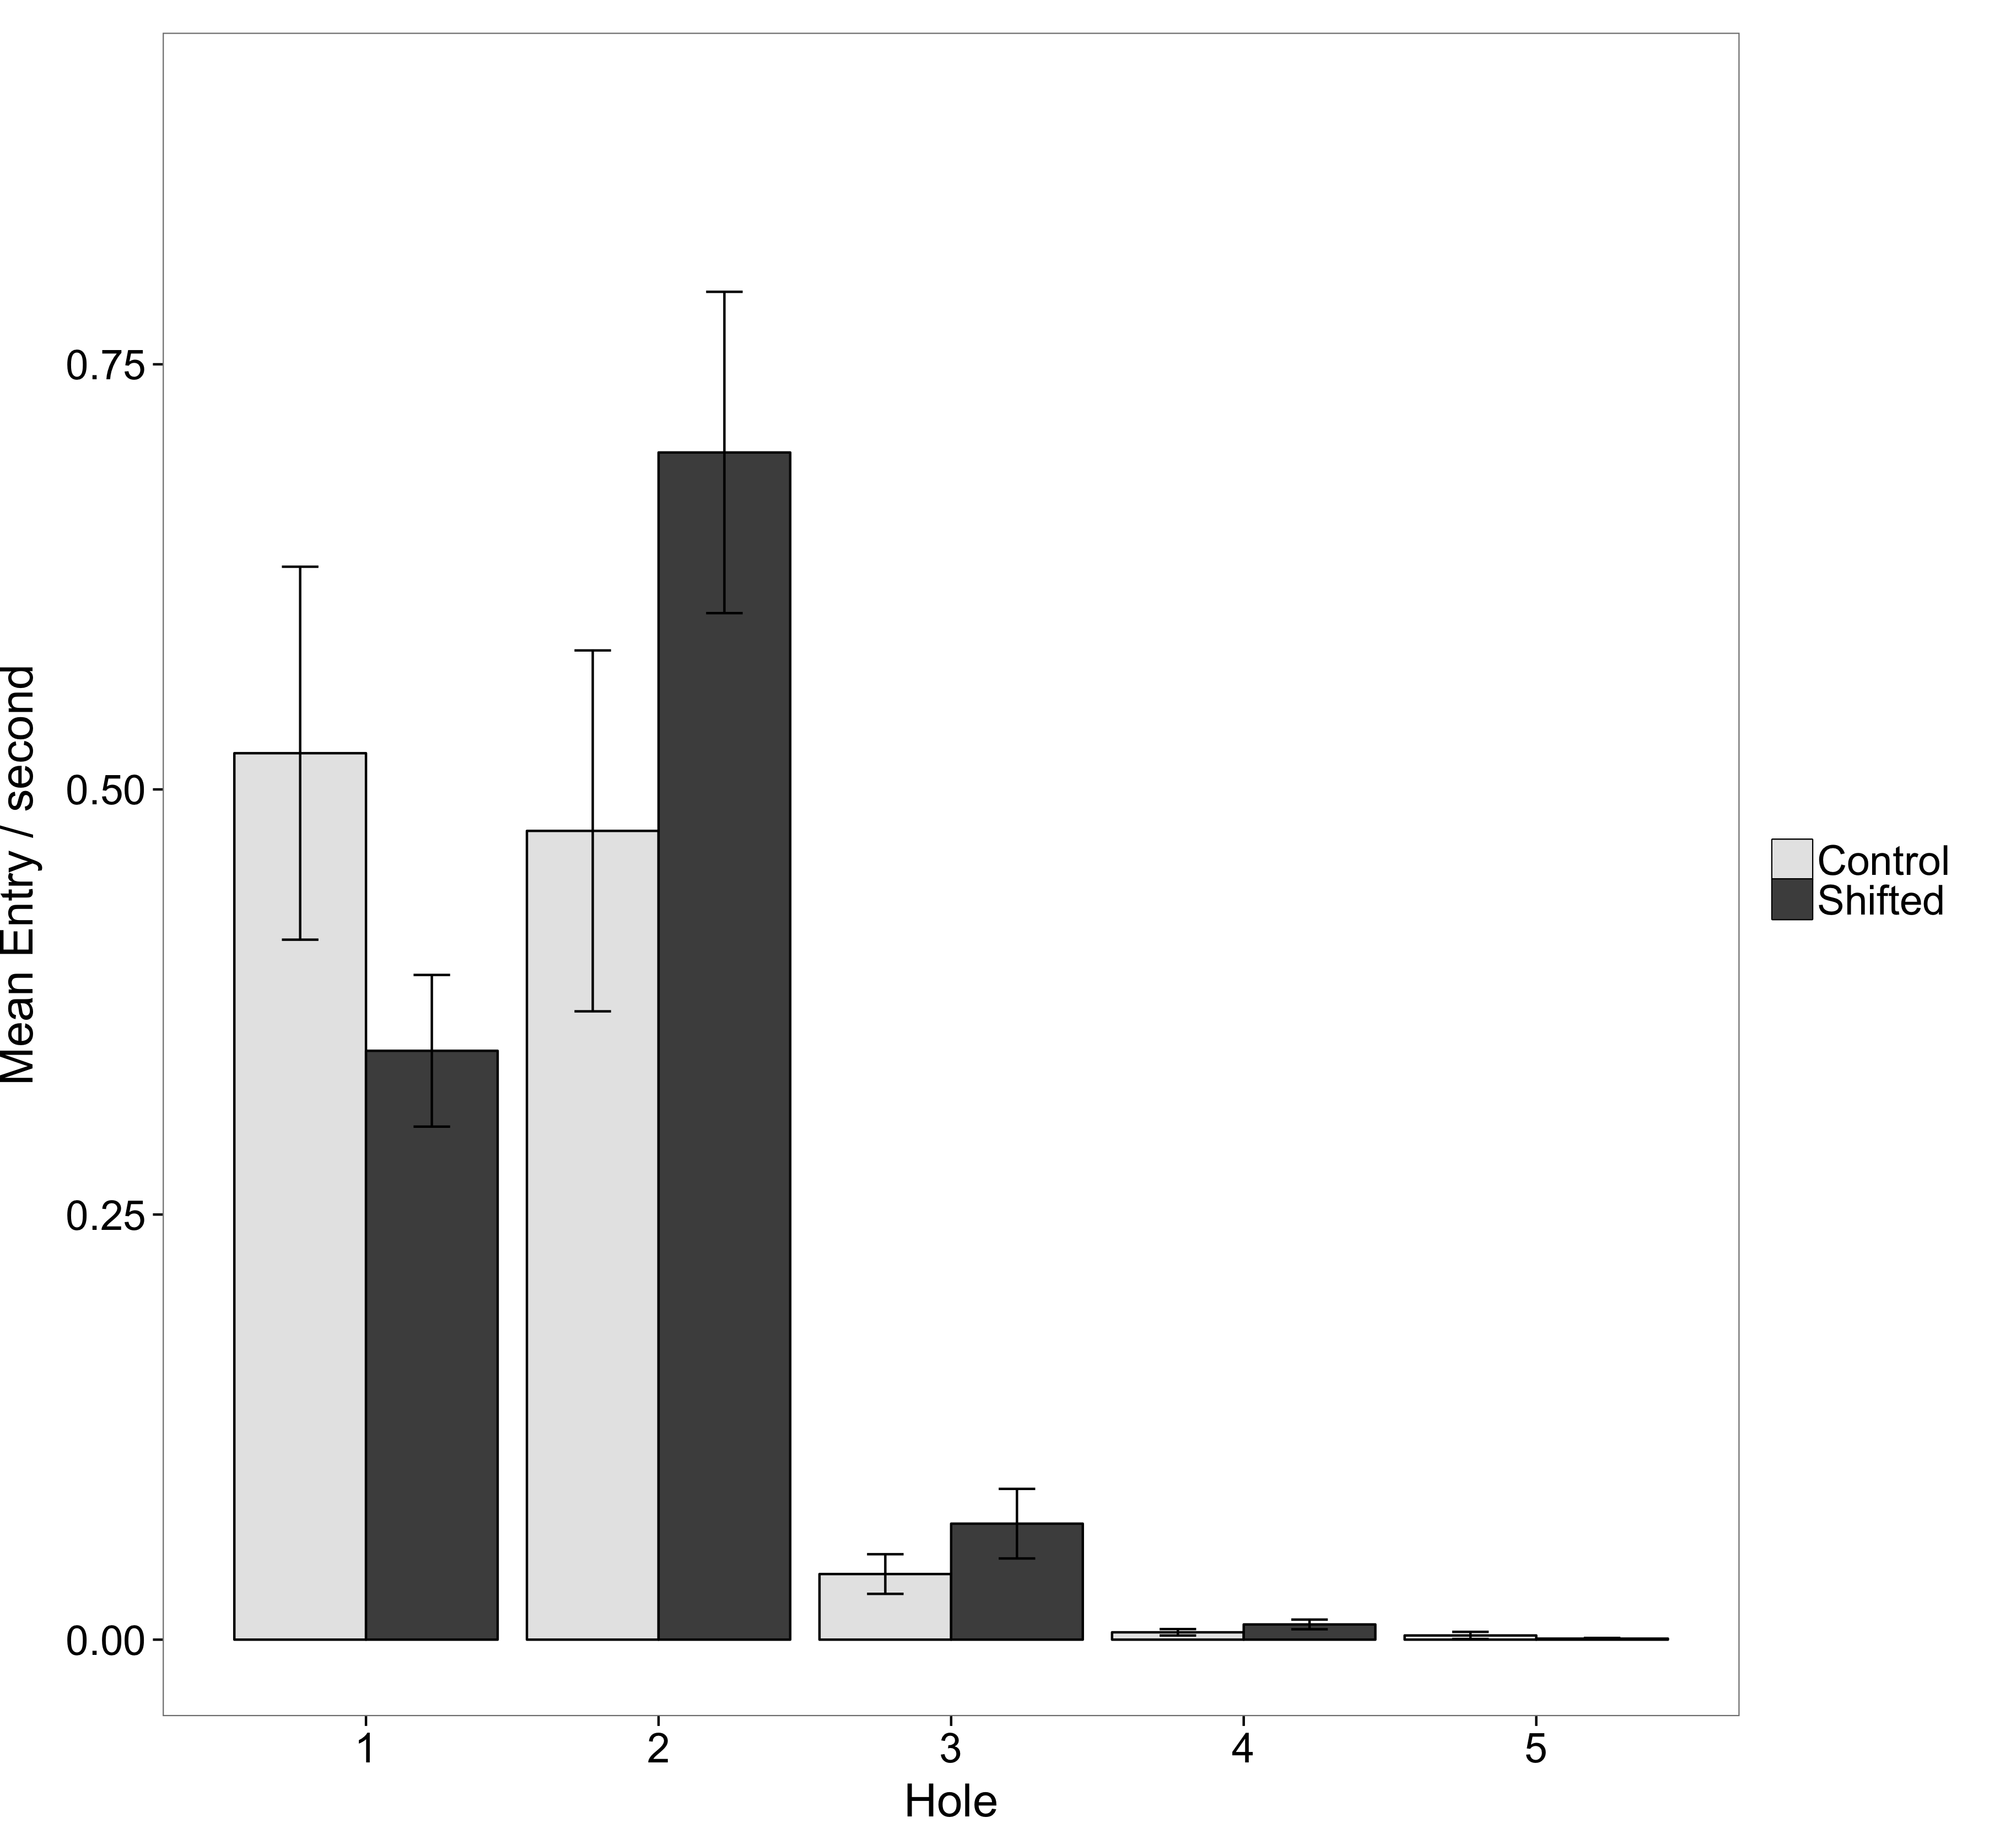 Mean Entry / second
0.75
0.50
0.25
0.00
1 2 3 4 5
Hole
Control
Shifted